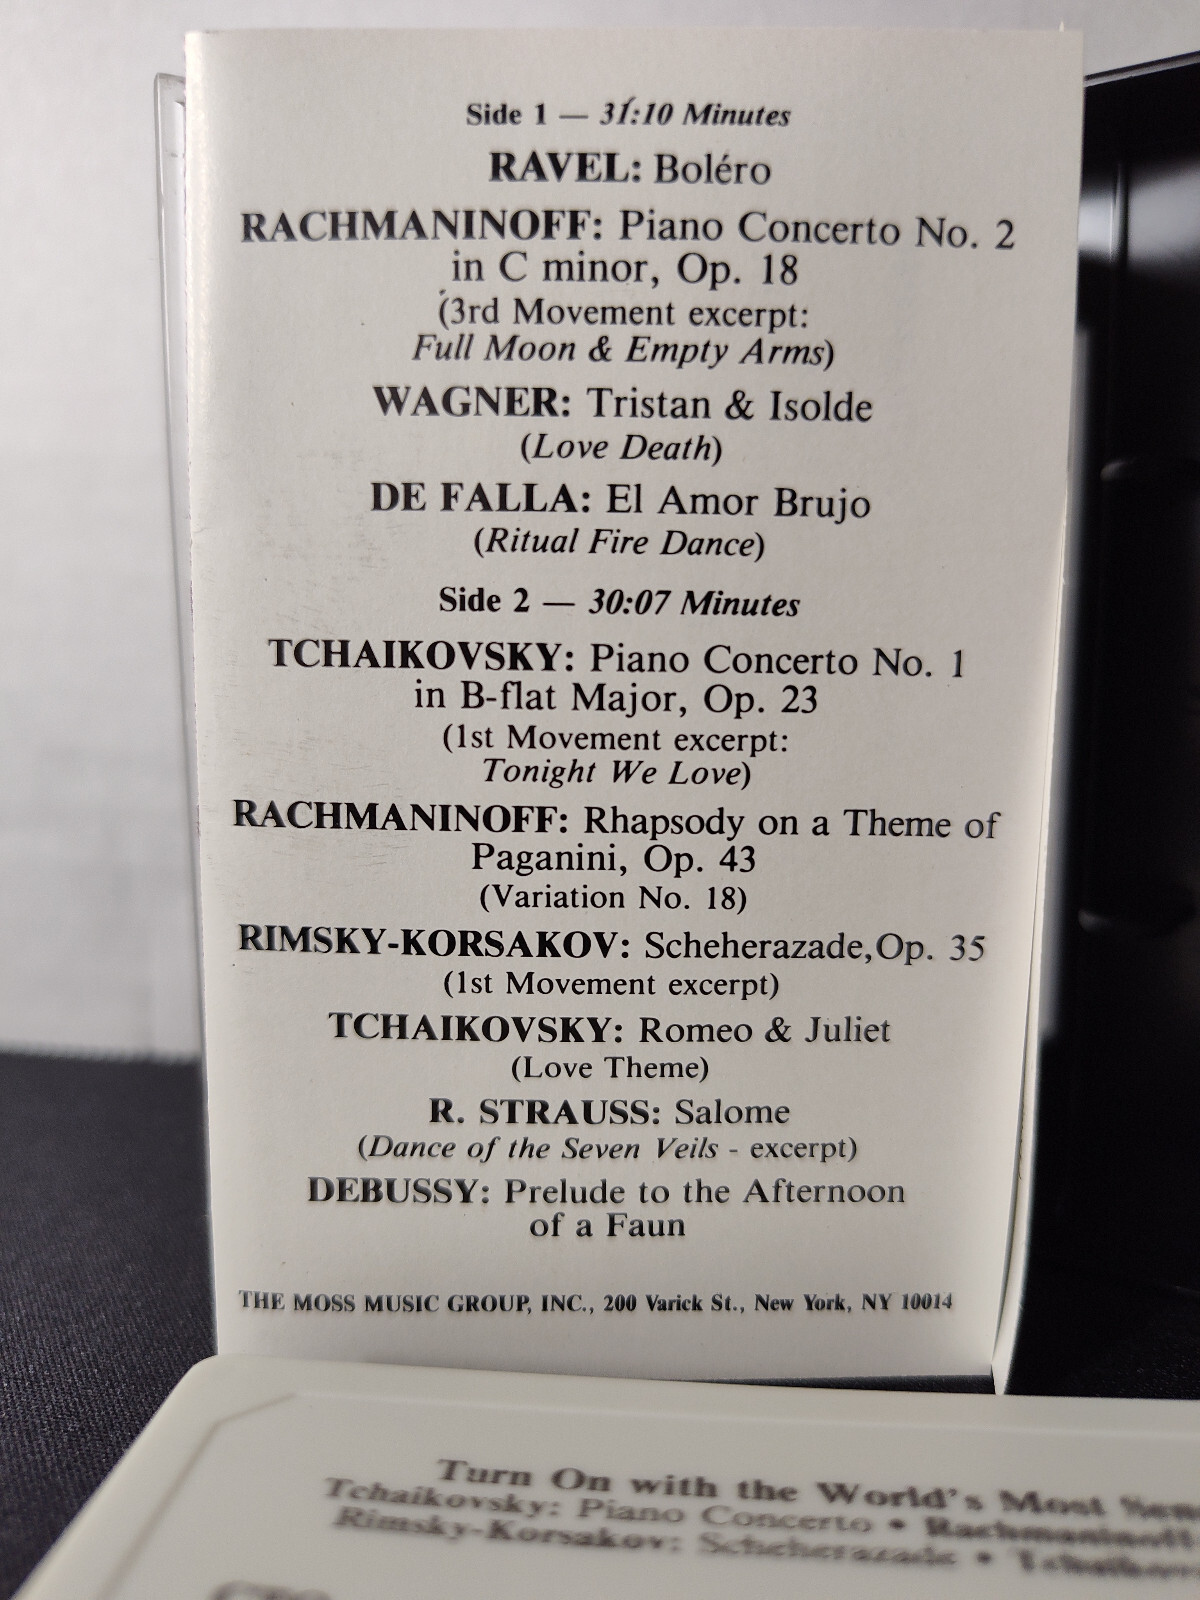 Side 1 — 31:10 Minutes
RAVEL: Boléro
RACHMANINOFF: Piano Concerto No. 2
in C minor, Op. 18
(3rd Movement excerpt:
Full Moon & Empty Arms)
WAGNER: Tristan & Isolde
(Love Death)
DE FALLA: El Amor Brujo
(Ritual Fire Dance)
Side 2 — 30:07 Minutes
TCHAIKOVSKY: Piano Concerto No. 1
in B-flat Major, Op. 23
(1st Movement excerpt:
Tonight We Love)
RACHMANINOFF: Rhapsody on a Theme of
Paganini, Op. 43
(Variation No. 18)
RIMSKY-KORSAKOV: Scheherazade,Op. 35
(1st Movement excerpt)
TCHAIKOVSKY: Romeo & Juliet
(Love Theme)
R. STRAUSS: Salome
(Dance of the Seven Veils - excerpt)
DEBUSSY: Prelude to the Afternoon
of a Faun
THE MOSS MUSIC GROUP, INC., 200 Varick St., New York, NY 10014
Turn On with the World's Most
Tchaikovsky: Piano Concerto • Rachmaninoff
Rimsky-Korsakov: Scheherazade •